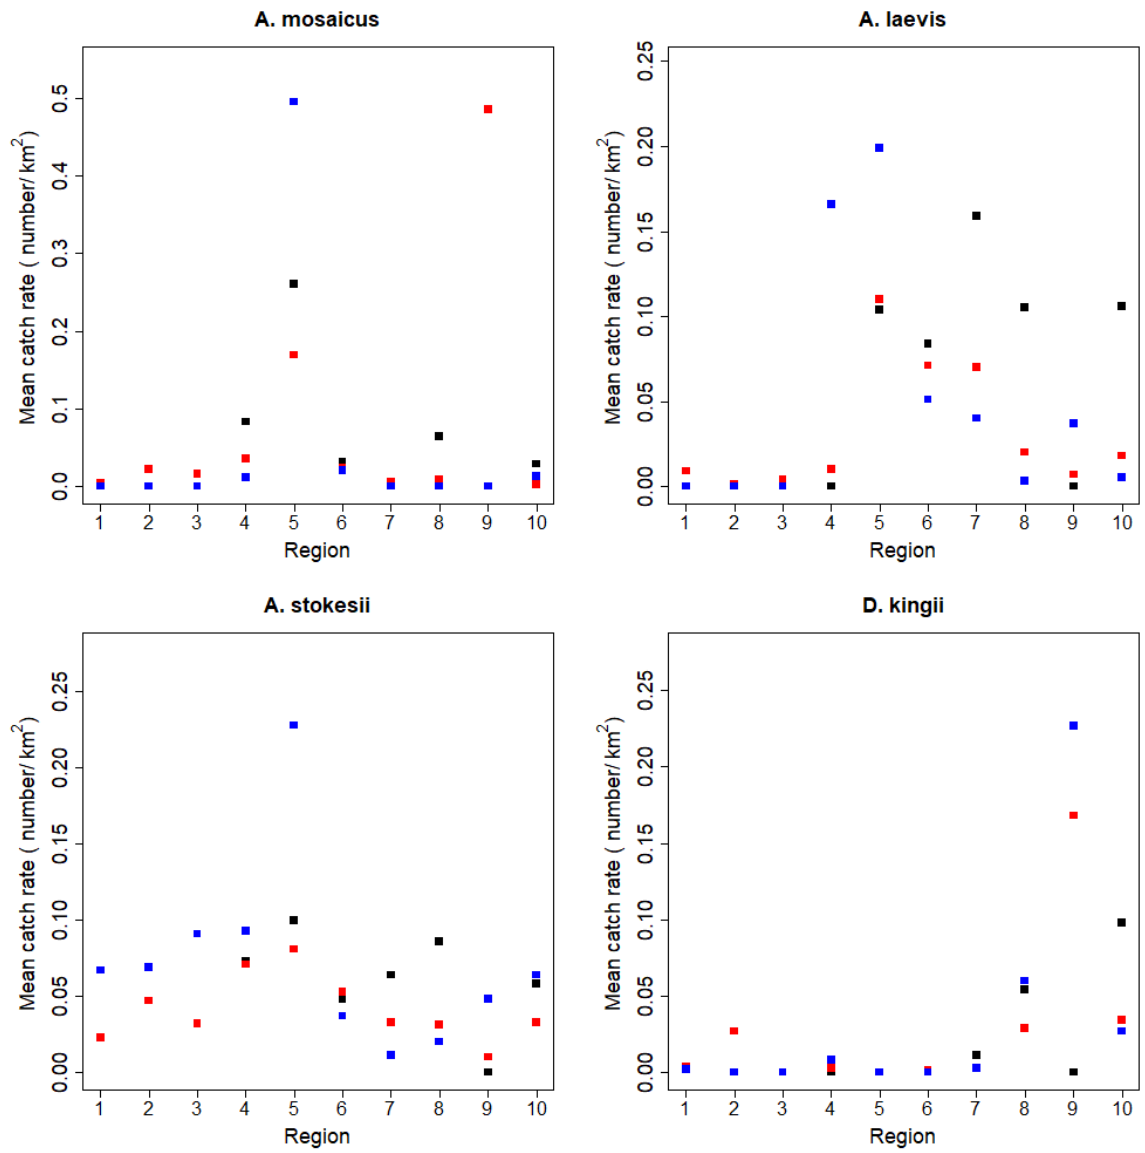 A. mosaicus
Mean catch rate ( number/ km²)
0.5
0.4
0.3
0.2
0.1
0.0
1 2 3 4 5 6 7 8 9 10
Region
A. laevis
Mean catch rate ( number/ km²)
0.25
0.20
0.15
0.10
0.05
0.00
1 2 3 4 5 6 7 8 9 10
Region
A. stokesii
Mean catch rate ( number/ km²)
0.25
0.20
0.15
0.10
0.05
0.00
1 2 3 4 5 6 7 8 9 10
Region
D. kingii
Mean catch rate ( number/ km²)
0.25
0.20
0.15
0.10
0.05
0.00
1 2 3 4 5 6 7 8 9 10
Region